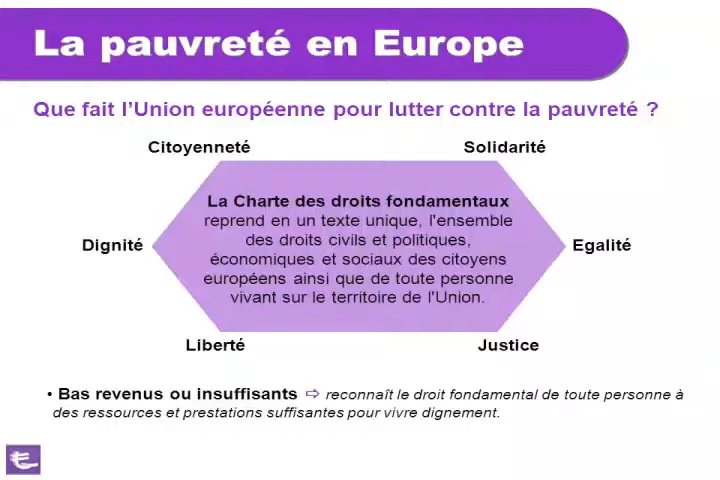 La pauvreté en Europe
Que fait l’Union européenne pour lutter contre la pauvreté ?
Citoyenneté
Solidarité
La Charte des droits fondamentaux
reprend en un texte unique, l'ensemble
des droits civils et politiques,
économiques et sociaux des citoyens
européens ainsi que de toute personne
vivant sur le territoire de l'Union.
Dignité
Egalité
Liberté
Justice
• Bas revenus ou insuffisants ⇨ reconnaît le droit fondamental de toute personne à
des ressources et prestations suffisantes pour vivre dignement.